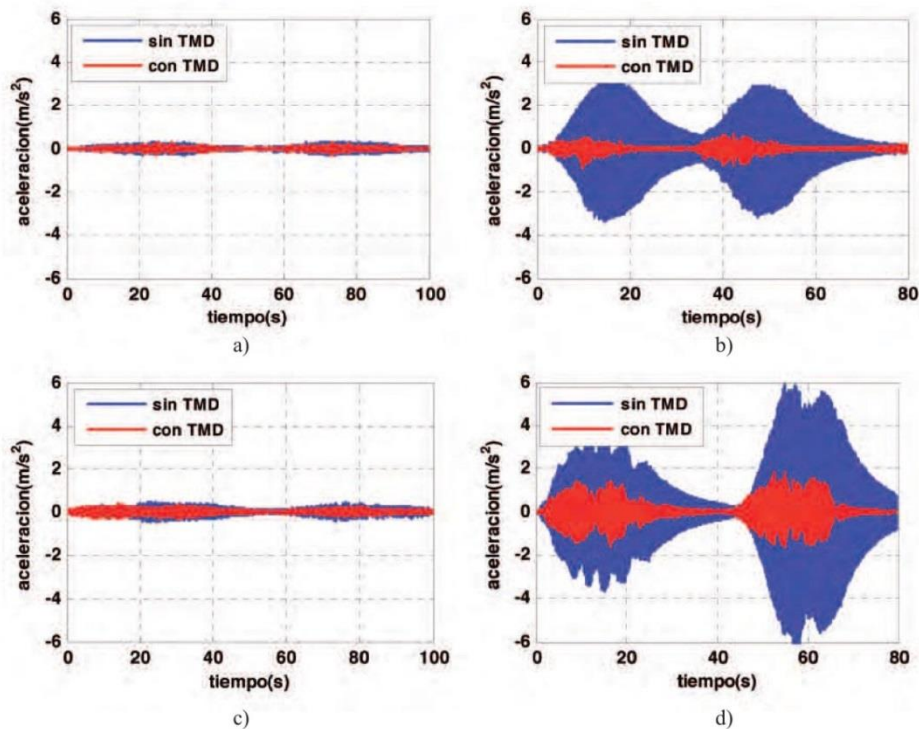 6
4
2
0
-2
-4
-6
aceleracion(m/s²)
sin TMD
con TMD
0 20 40 60 80 100
tiempo(s)
a)
6
4
2
0
-2
-4
-6
aceleracion(m/s²)
sin TMD
con TMD
0 20 40 60 80
tiempo(s)
b)
6
4
2
0
-2
-4
-6
aceleracion(m/s²)
sin TMD
con TMD
0 20 40 60 80 100
tiempo(s)
c)
6
4
2
0
-2
-4
-6
aceleracion(m/s²)
sin TMD
con TMD
0 20 40 60 80
tiempo(s)
d)